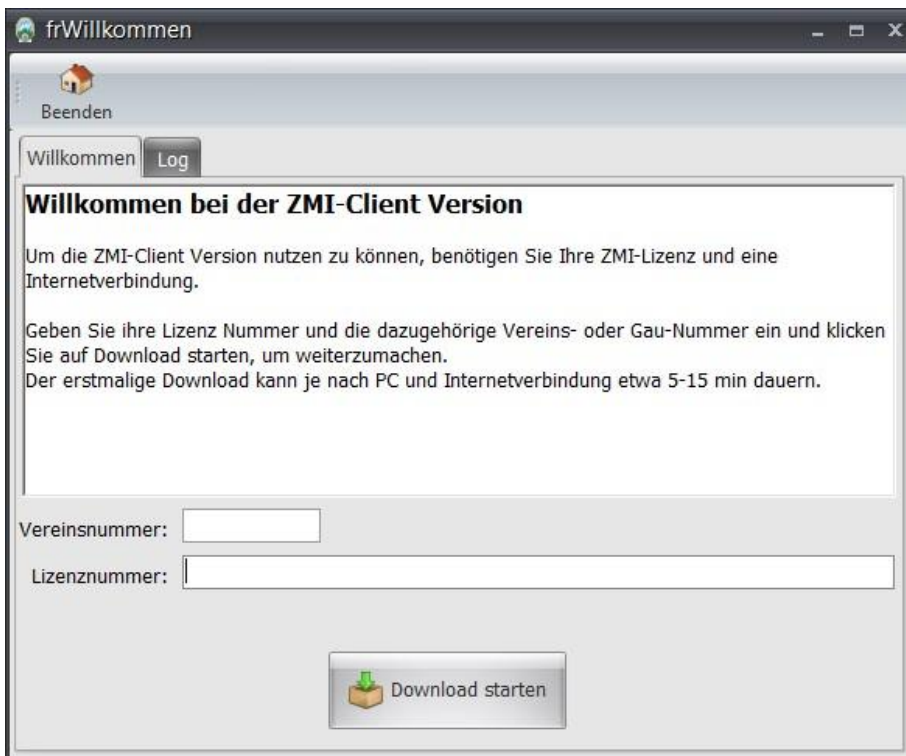 frWillkommen
Beenden
Willkommen Log
Willkommen bei der ZMI-Client Version
Um die ZMI-Client Version nutzen zu können, benötigen Sie Ihre ZMI-Lizenz und eine
Internetverbindung.
Geben Sie ihre Lizenz Nummer und die dazugehörige Vereins- oder Gau-Nummer ein und klicken
Sie auf Download starten, um weiterzumachen.
Der erstmalige Download kann je nach PC und Internetverbindung etwa 5-15 min dauern.
Vereinsnummer:
Lizenznummer:
Download starten